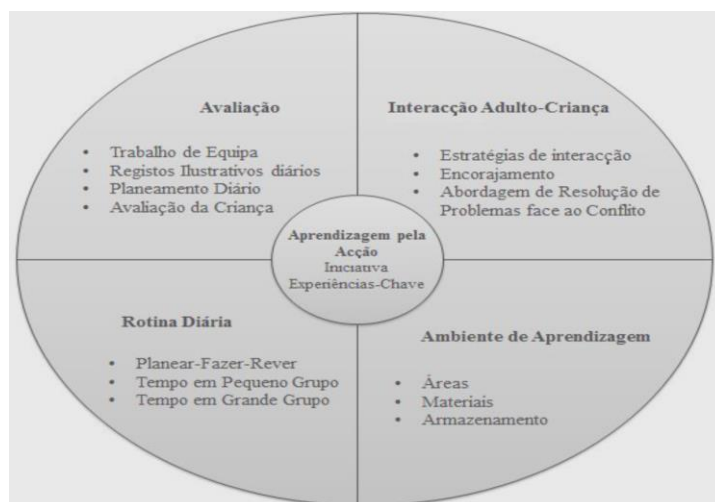 Avaliação
• Trabalho de Equipa
• Registos Ilustrativos diários
• Planeamento Diário
• Avaliação da Criança
Interacção Adulto-Criança
• Estratégias de interacção
• Encorajamento
• Abordagem de Resolução de
Problemas face ao Conflito
Aprendizagem pela
Acção
Iniciativa
Experiências-Chave
Rotina Diária
• Planear-Fazer-Rever
• Tempo em Pequeno Grupo
• Tempo em Grande Grupo
Ambiente de Aprendizagem
• Áreas
• Materiais
• Armazenamento